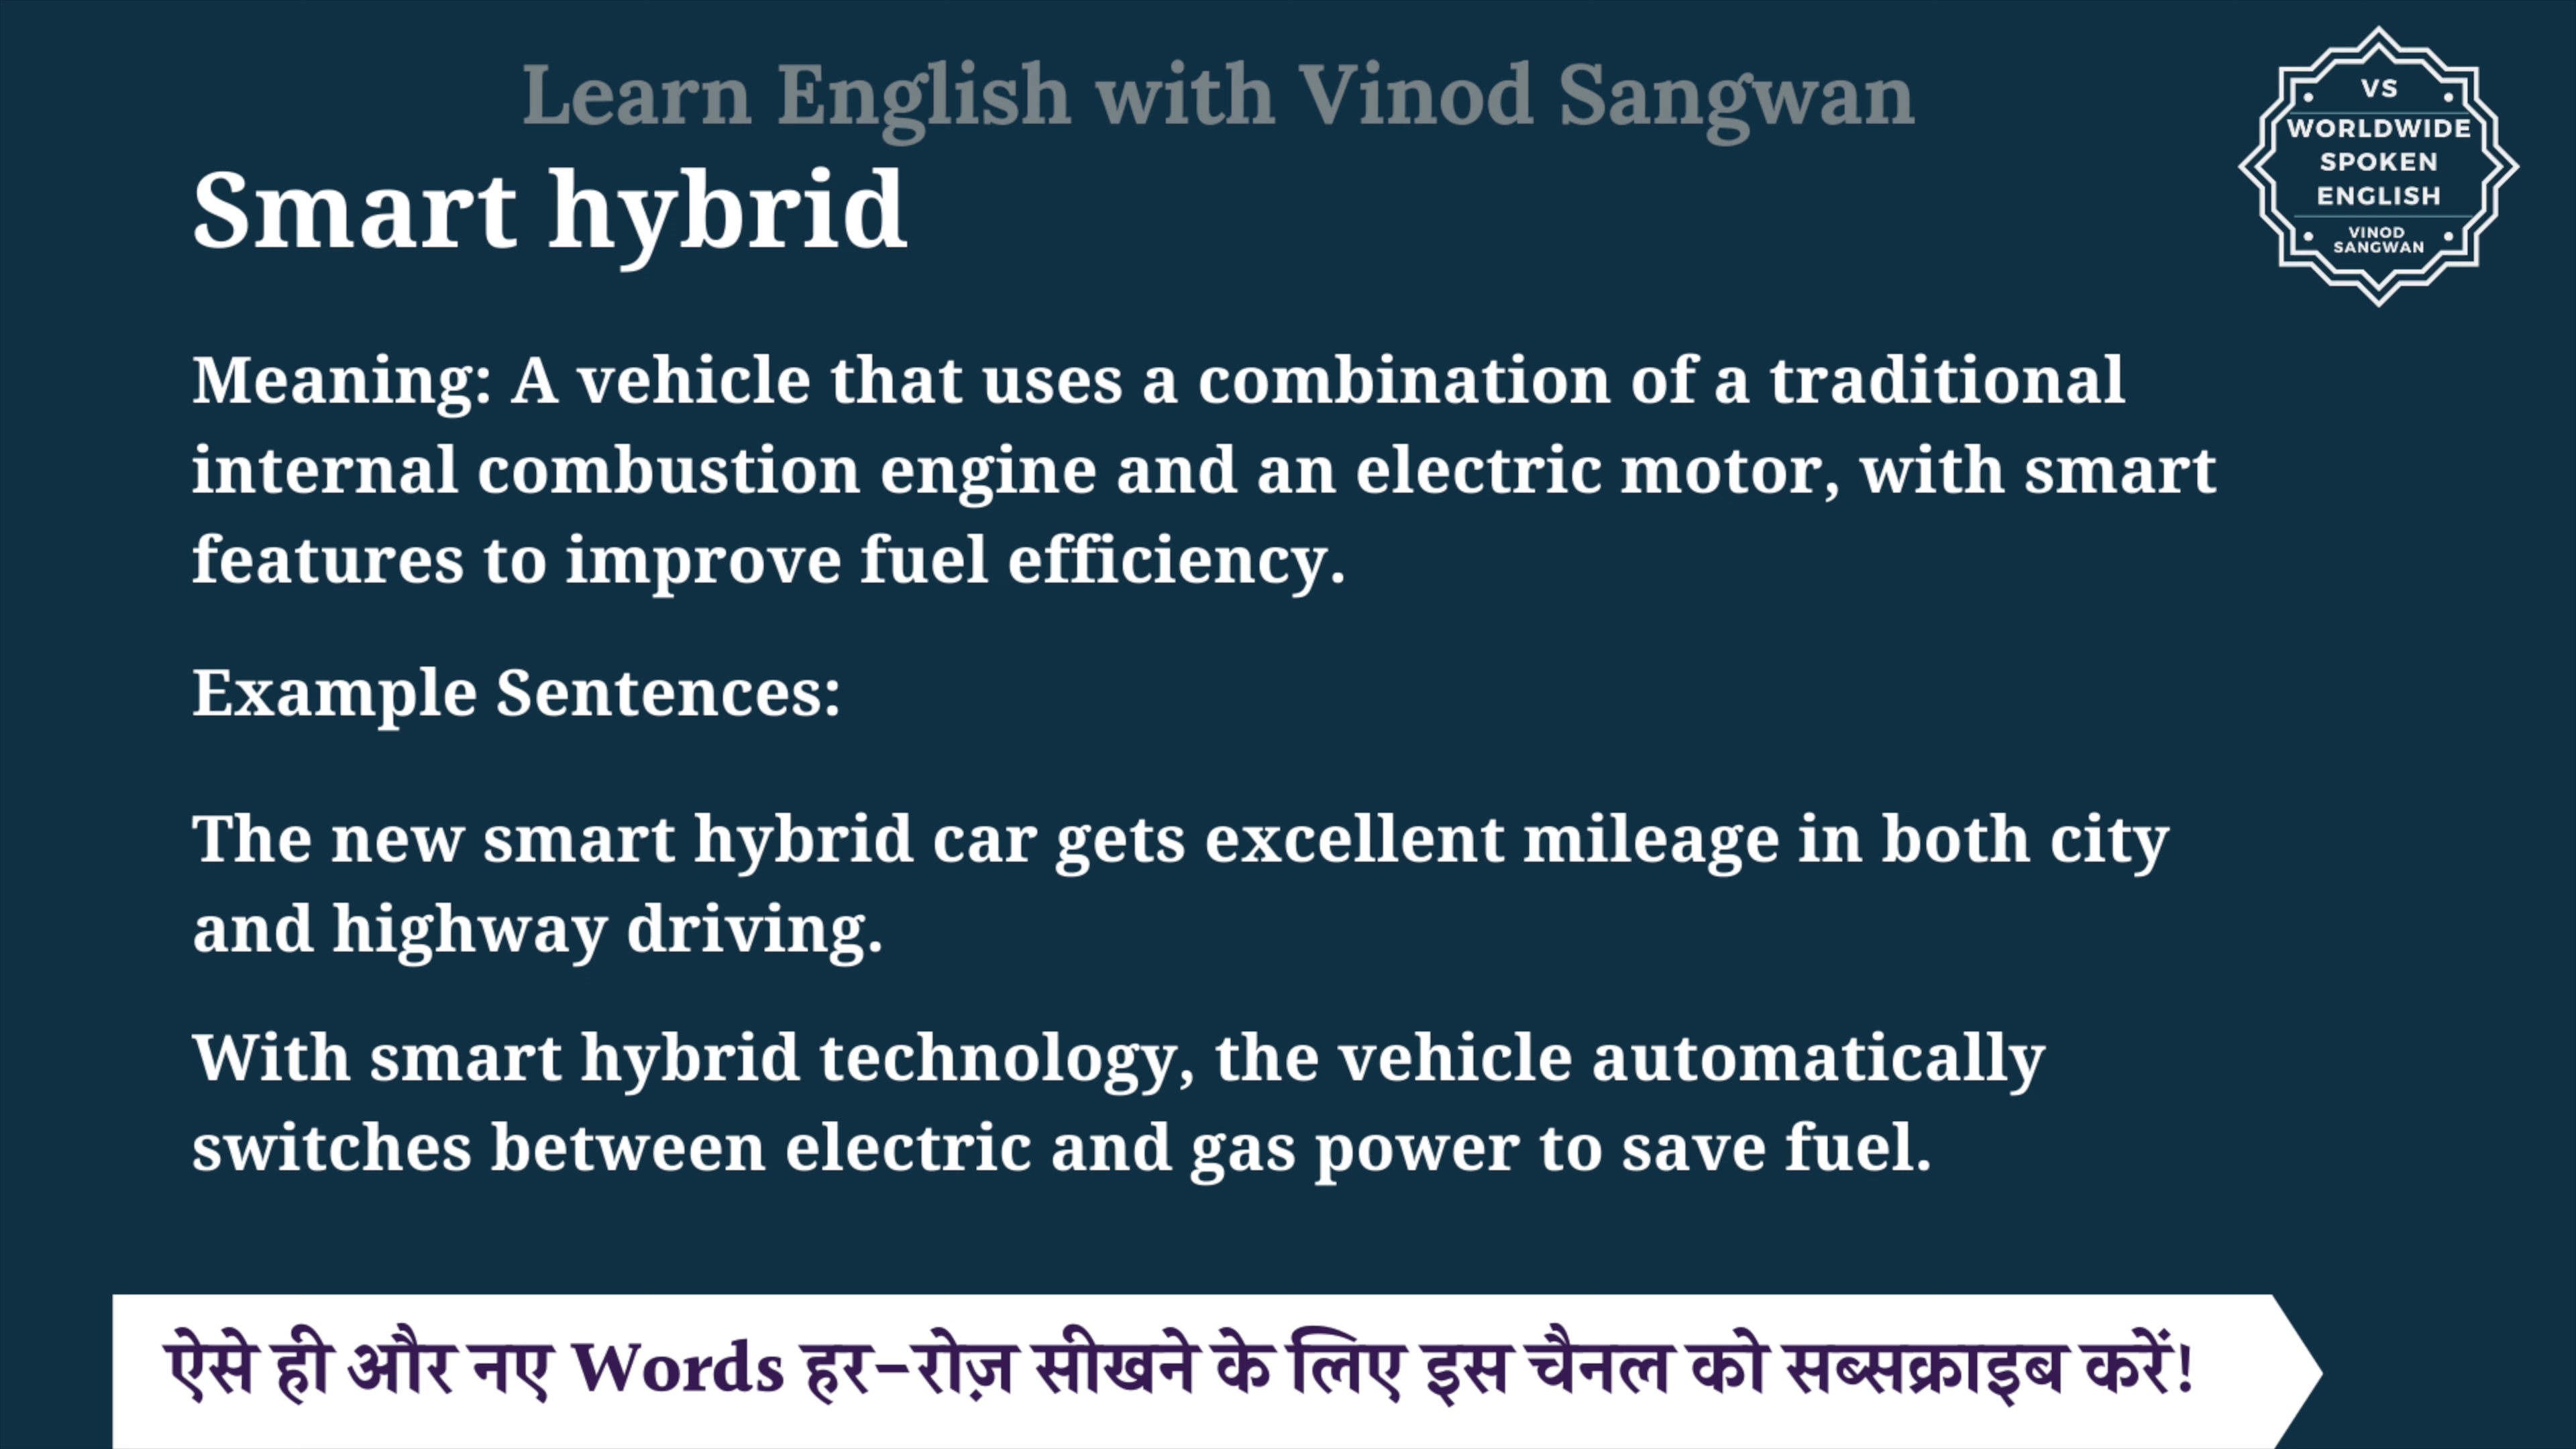 Learn English with Vinod Sangwan
VS
WORLDWIDE
SPOKEN
ENGLISH
VINOD
SANGWAN
Smart hybrid
Meaning: A vehicle that uses a combination of a traditional
internal combustion engine and an electric motor, with smart
features to improve fuel efficiency.
Example Sentences:
The new smart hybrid car gets excellent mileage in both city
and highway driving.
With smart hybrid technology, the vehicle automatically
switches between electric and gas power to save fuel.
ऐसे ही और नए Words हर-रोज़ सीखने के लिए इस चैनल को सब्सक्राइब करें!